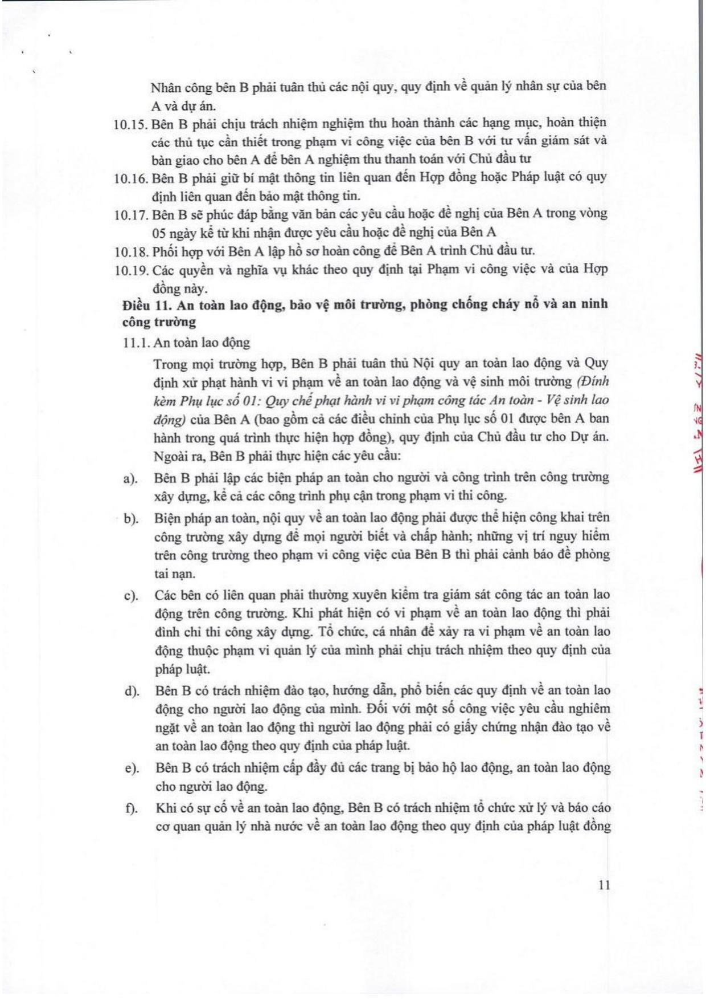 Nhân công bên B phải tuân thủ các nội quy, quy định về quản lý nhân sự của bên
A và dự án.
10.15. Bên B phải chịu trách nhiệm nghiệm thu hoàn thành các hạng mục, hoàn thiện
các thủ tục cần thiết trong phạm vi công việc của bên B với tư vấn giám sát và
bàn giao cho bên A để bên A nghiệm thu thanh toán với Chủ đầu tư
10.16. Bên B phải giữ bí mật thông tin liên quan đến Hợp đồng hoặc Pháp luật có quy
định liên quan đến bảo mật thông tin.
10.17. Bên B sẽ phúc đáp bằng văn bản các yêu cầu hoặc đề nghị của Bên A trong vòng
05 ngày kể từ khi nhận được yêu cầu hoặc đề nghị của Bên A
10.18. Phối hợp với Bên A lập hồ sơ hoàn công để Bên A trình Chủ đầu tư.
10.19. Các quyền và nghĩa vụ khác theo quy định tại Phạm vi công việc và của Hợp
đồng này.
Điều 11. An toàn lao động, bảo vệ môi trường, phòng chống cháy nổ và an ninh
công trường
11.1. An toàn lao động
Trong mọi trường hợp, Bên B phải tuân thủ Nội quy an toàn lao động và Quy
định xử phạt hành vi vi phạm về an toàn lao động và vệ sinh môi trường (Đính
kèm Phụ lục số 01: Quy chế phạt hành vi vi phạm công tác An toàn - Vệ sinh lao
động) của Bên A (bao gồm cả các điều chỉnh của Phụ lục số 01 được bên A ban
hành trong quá trình thực hiện hợp đồng), quy định của Chủ đầu tư cho Dự án.
Ngoài ra, Bên B phải thực hiện các yêu cầu:
a). Bên B phải lập các biện pháp an toàn cho người và công trình trên công trường
xây dựng, kể cả các công trình phụ cận trong phạm vi thi công.
b). Biện pháp an toàn, nội quy về an toàn lao động phải được thể hiện công khai trên
công trường xây dựng để mọi người biết và chấp hành; những vị trí nguy hiểm
trên công trường theo phạm vi công việc của Bên B thì phải cảnh báo đề phòng
tai nạn.
c). Các bên có liên quan phải thường xuyên kiểm tra giám sát công tác an toàn lao
động trên công trường. Khi phát hiện có vi phạm về an toàn lao động thì phải
đình chỉ thi công xây dựng. Tổ chức, cá nhân để xảy ra vi phạm về an toàn lao
động thuộc phạm vi quản lý của mình phải chịu trách nhiệm theo quy định của
pháp luật.
d). Bên B có trách nhiệm đào tạo, hướng dẫn, phổ biến các quy định về an toàn lao
động cho người lao động của mình. Đối với một số công việc yêu cầu nghiêm
ngặt về an toàn lao động thì người lao động phải có giấy chứng nhận đào tạo về
an toàn lao động theo quy định của pháp luật.
e). Bên B có trách nhiệm cấp đầy đủ các trang bị bảo hộ lao động, an toàn lao động
cho người lao động.
f). Khi có sự cố về an toàn lao động, Bên B có trách nhiệm tổ chức xử lý và báo cáo
cơ quan quản lý nhà nước về an toàn lao động theo quy định của pháp luật đồng
11